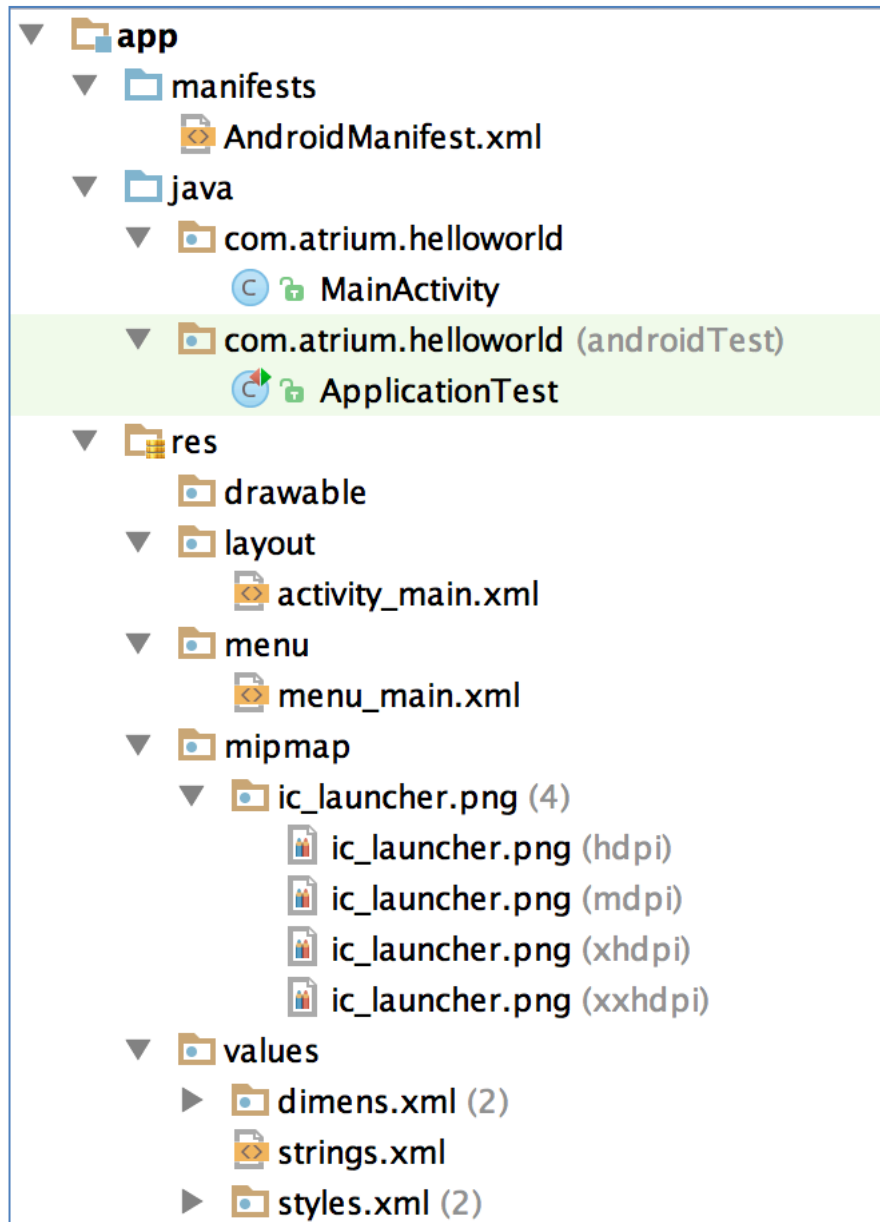 app
manifests
AndroidManifest.xml
java
com.atrium.helloworld
MainActivity
com.atrium.helloworld (androidTest)
ApplicationTest
res
drawable
layout
activity_main.xml
menu
menu_main.xml
mipmap
ic_launcher.png (4)
ic_launcher.png (hdpi)
ic_launcher.png (mdpi)
ic_launcher.png (xhdpi)
ic_launcher.png (xxhdpi)
values
dimens.xml (2)
strings.xml
styles.xml (2)